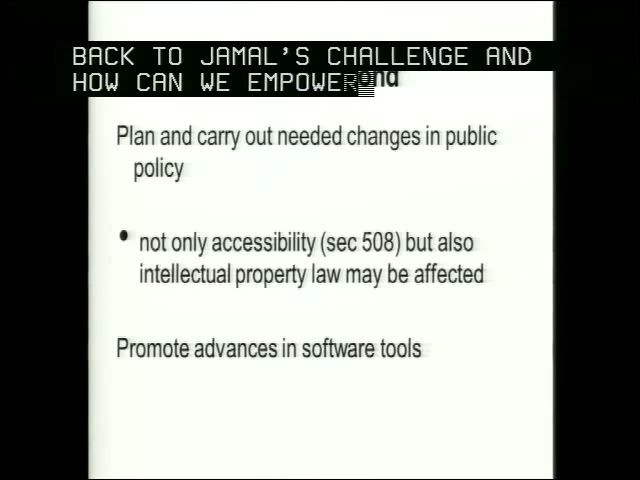 BACK TO JAMAL'S CHALLENGE AND
HOW CAN WE EMPOWER
Plan and carry out needed changes in public
policy
• not only accessibility (sec 508) but also
intellectual property law may be affected
Promote advances in software tools